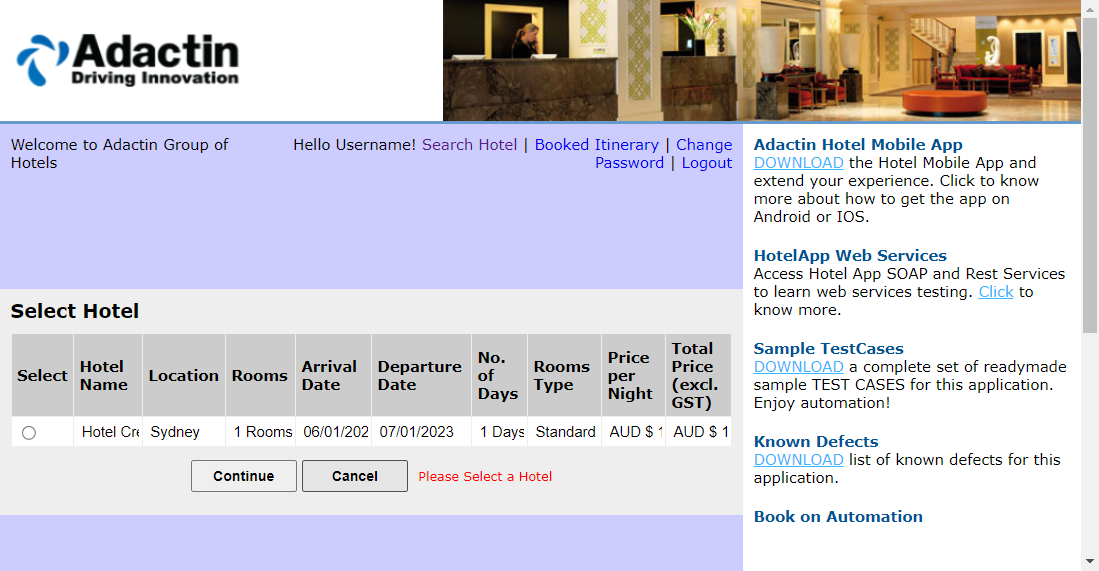 Adactin
Driving Innovation
Welcome to Adactin Group of
Hotels
Hello Username! Search Hotel | Booked Itinerary | Change
Password | Logout
Select Hotel
Select Hotel Name Location Rooms Arrival Date Departure Date No. of Days Rooms Type Price per Night Total Price (excl. GST)
Hotel Cre Sydney 1 Rooms 06/01/202 07/01/2023 1 Days Standard AUD $ 1 AUD $ 1
Continue Cancel Please Select a Hotel
Adactin Hotel Mobile App
DOWNLOAD the Hotel Mobile App and
extend your experience. Click to know
more about how to get the app on
Android or IOS.
HotelApp Web Services
Access Hotel App SOAP and Rest Services
to learn web services testing. Click to
know more.
Sample TestCases
DOWNLOAD a complete set of readymade
sample TEST CASES for this application.
Enjoy automation!
Known Defects
DOWNLOAD list of known defects for this
application.
Book on Automation